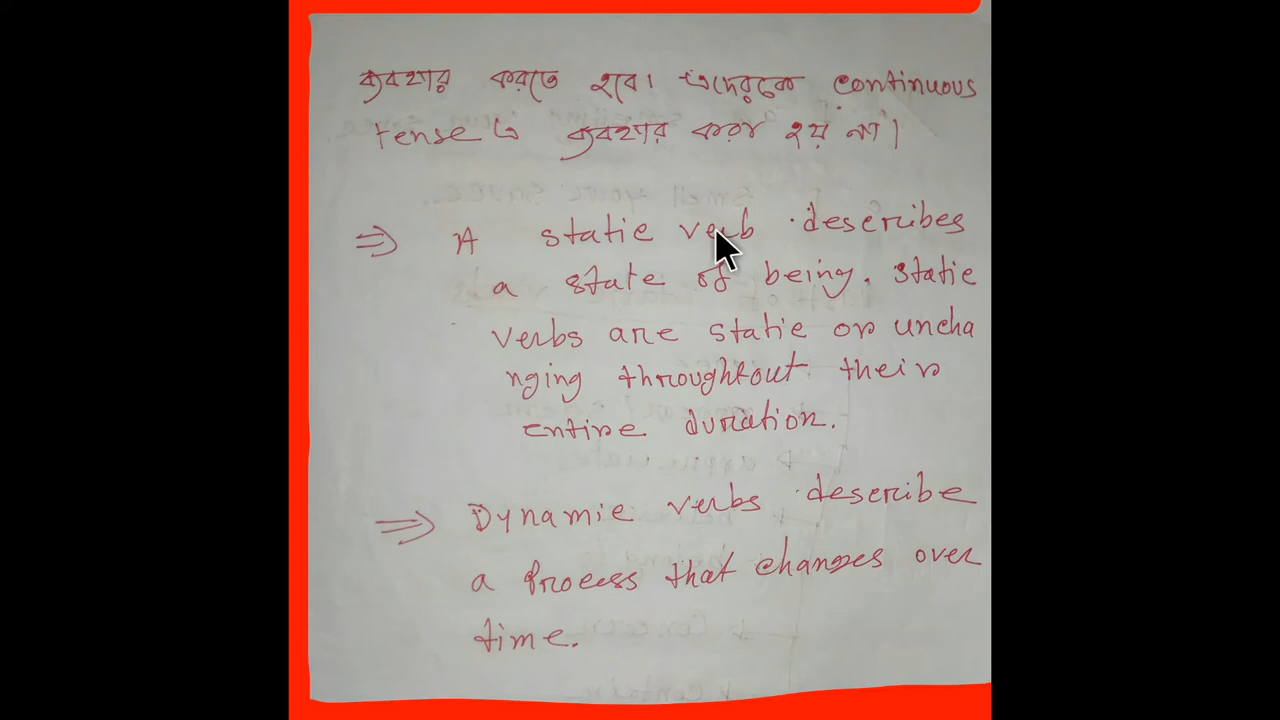 ব্যবহার করতে হবে। এদেরকে continuous
tense এ ব্যবহার করা হয় না।
⇒ A static verb describes
a state of being. static
verbs are static or uncha
nging throughtout their
entire duration.
⇒ Dynamic verbs describe
a process that changes over
time.